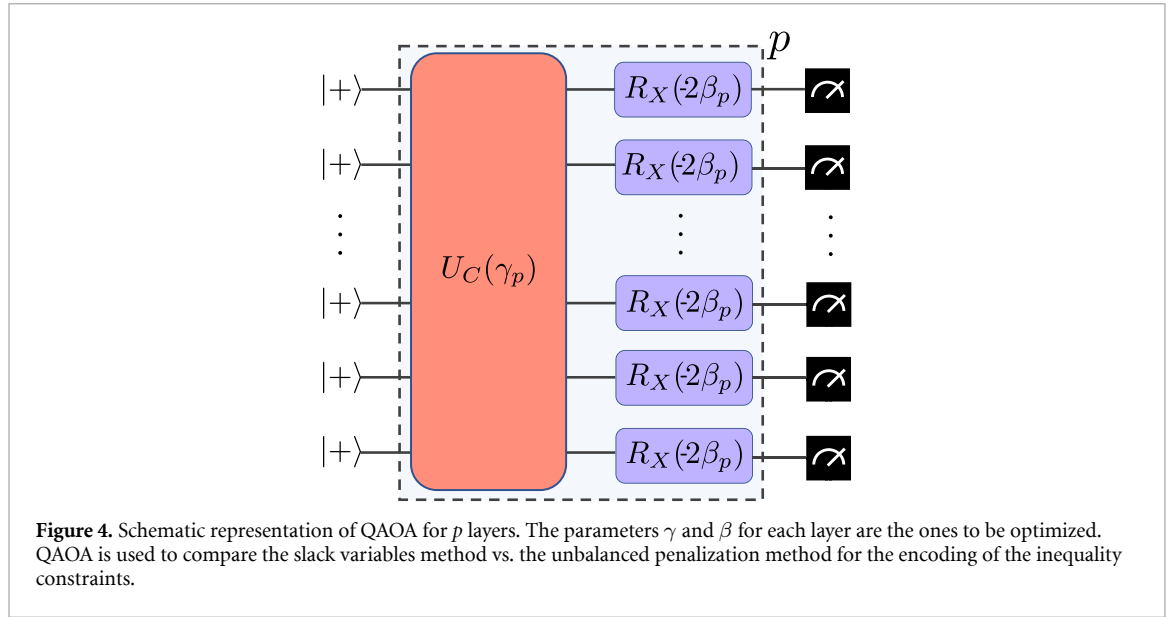 p
|+⟩ R_X(-2β_p)
|+⟩ R_X(-2β_p)
U_C(γ_p)
|+⟩ R_X(-2β_p)
|+⟩ R_X(-2β_p)
|+⟩ R_X(-2β_p)
Figure 4. Schematic representation of QAOA for p layers. The parameters γ and β for each layer are the ones to be optimized.
QAOA is used to compare the slack variables method vs. the unbalanced penalization method for the encoding of the inequality
constraints.